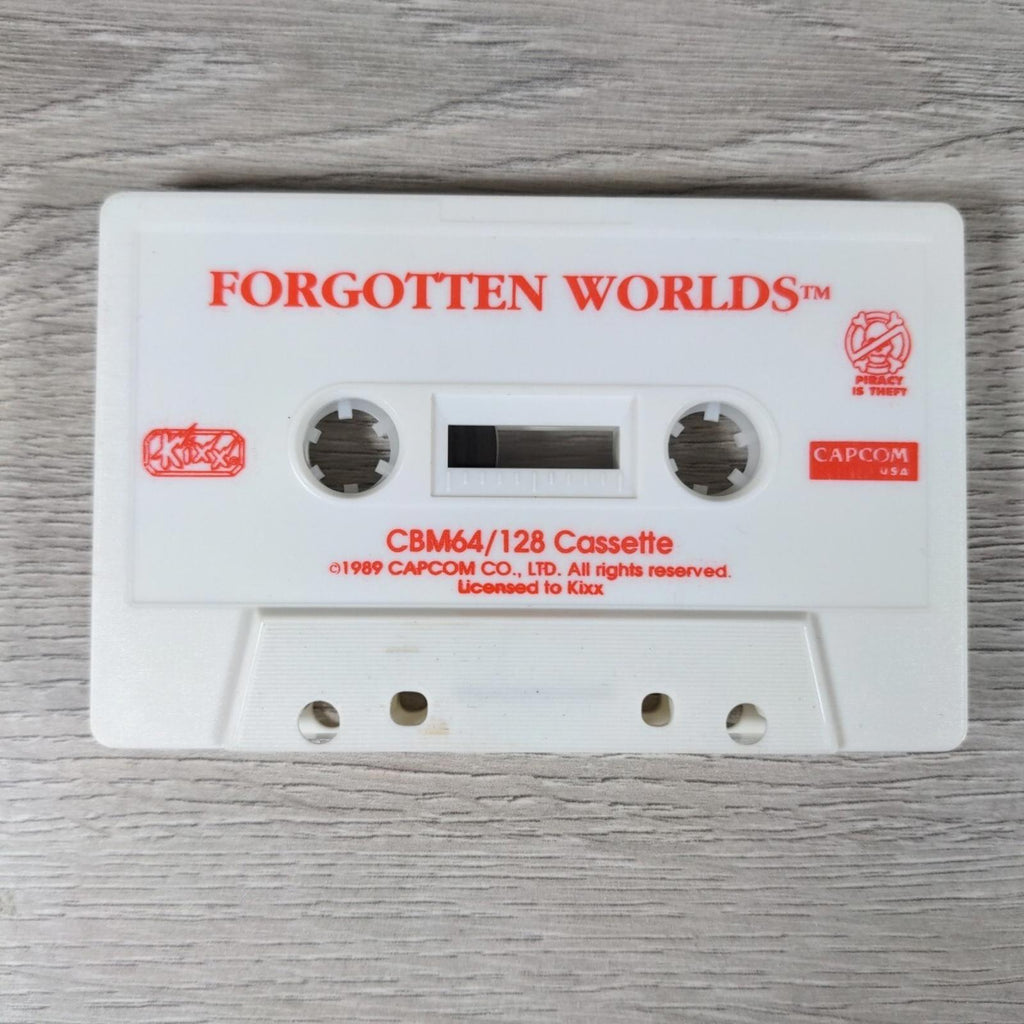 FORGOTTEN WORLDS™
PIRACY
IS THEFT
Kixx
CAPCOM
USA
CBM64/128 Cassette
©1989 CAPCOM CO., LTD. All rights reserved.
Licensed to Kixx